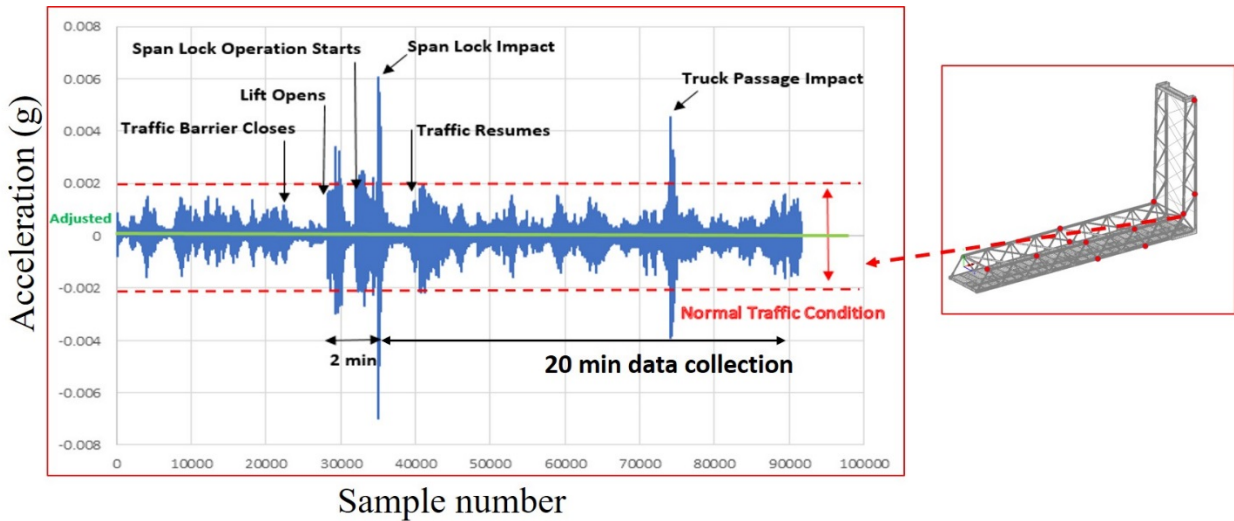 Acceleration (g)
0.008
0.006
0.004
0.002
0
-0.002
-0.004
-0.006
-0.008
Span Lock Operation Starts
Span Lock Impact
Truck Passage Impact
Lift Opens
Traffic Barrier Closes
Traffic Resumes
Adjusted
Normal Traffic Condition
2 min
20 min data collection
0 10000 20000 30000 40000 50000 60000 70000 80000 90000 100000
Sample number